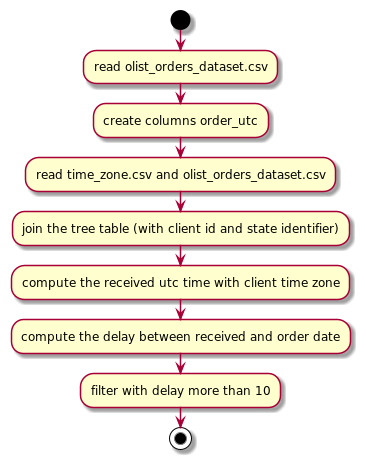 read olist_orders_dataset.csv
create columns order_utc
read time_zone.csv and olist_orders_dataset.csv
join the tree table (with client id and state identifier)
compute the received utc time with client time zone
compute the delay between received and order date
filter with delay more than 10